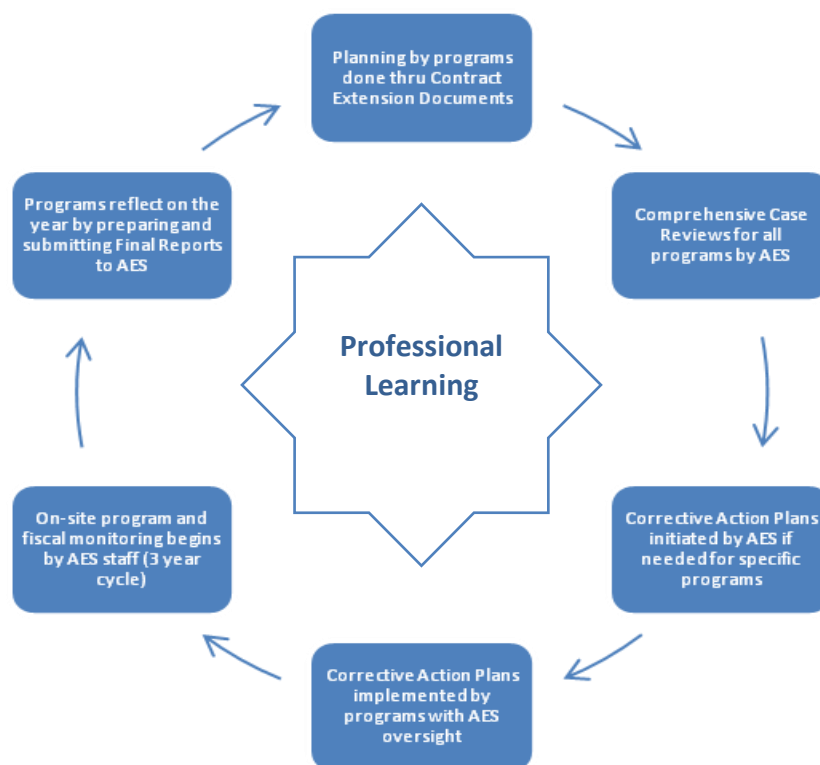 Planning by programs
done thru Contract
Extension Documents
Comprehensive Case
Reviews for all
programs by AES
Corrective Action Plans
initiated by AES if
needed for specific
programs
Corrective Action Plans
implemented by
programs with AES
oversight
On-site program and
fiscal monitoring begins
by AES staff (3 year
cycle)
Programs reflect on the
year by preparing and
submitting Final Reports
to AES
Professional
Learning